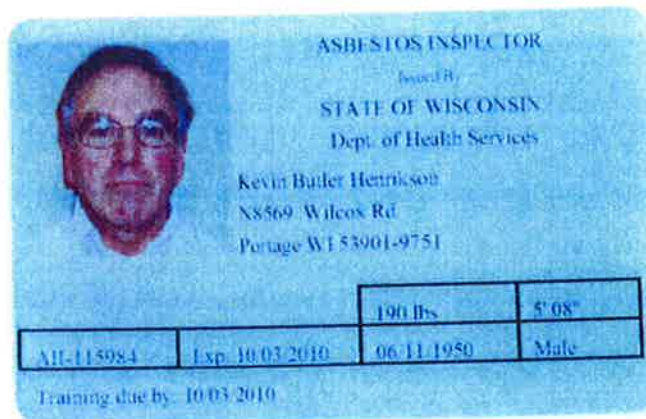 ASBESTOS INSPECTOR
Issued By
STATE OF WISCONSIN
Dept. of Health Services
Kevin Butler Henrikson
N8569 Wilcox Rd
Portage WI 53901-9751
190 lbs 5' 08"
AII-115984 Exp. 10/03/2010 06/11/1950 Male
Training due by: 10/03/2010